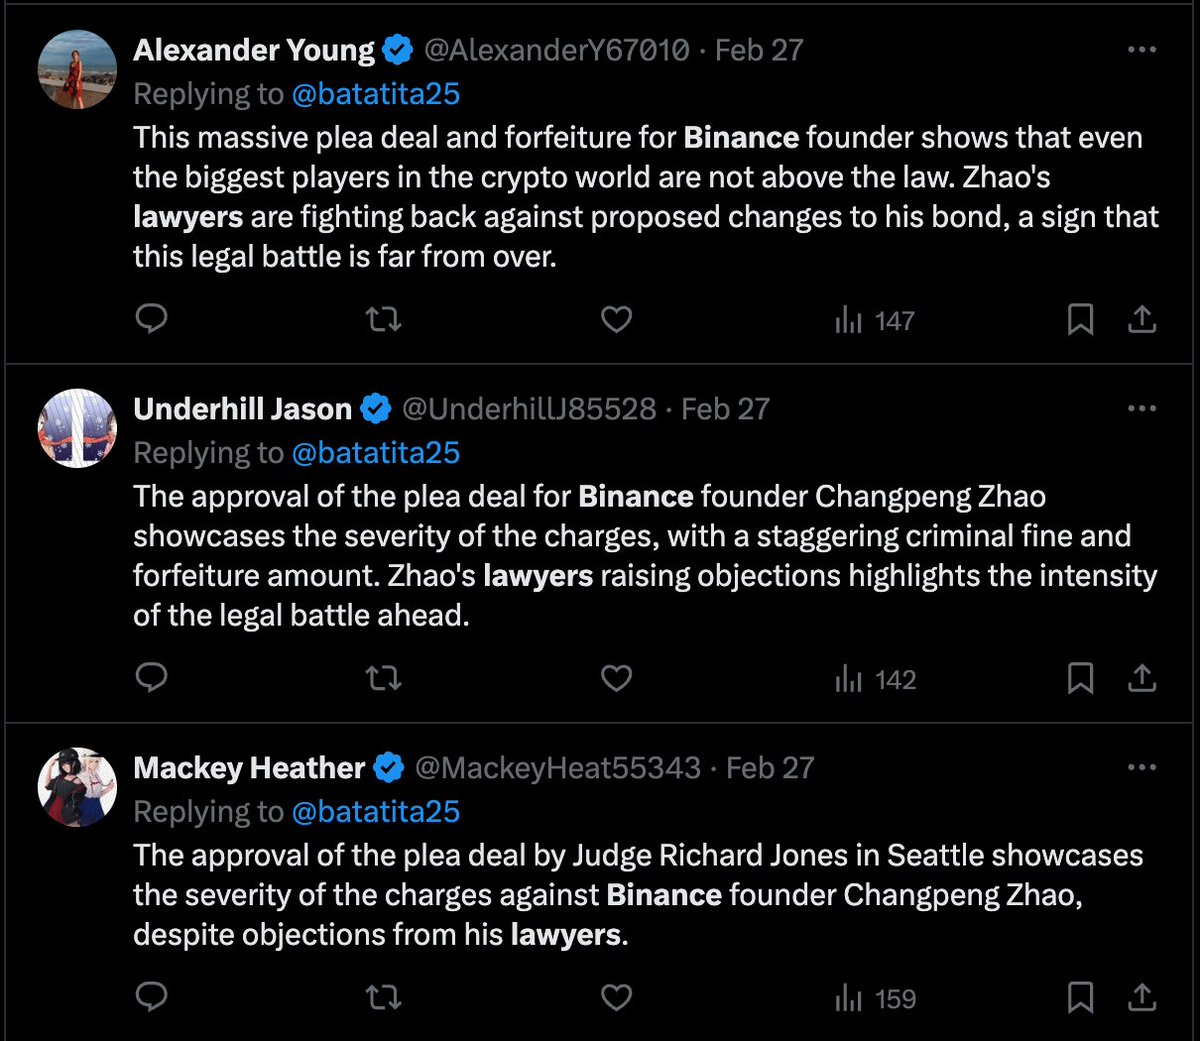 Alexander Young @AlexanderY67010 · Feb 27
Replying to @batatita25
This massive plea deal and forfeiture for Binance founder shows that even
the biggest players in the crypto world are not above the law. Zhao's
lawyers are fighting back against proposed changes to his bond, a sign that
this legal battle is far from over.
147
Underhill Jason @UnderhillJ85528 · Feb 27
Replying to @batatita25
The approval of the plea deal for Binance founder Changpeng Zhao
showcases the severity of the charges, with a staggering criminal fine and
forfeiture amount. Zhao's lawyers raising objections highlights the intensity
of the legal battle ahead.
142
Mackey Heather @MackeyHeat55343 · Feb 27
Replying to @batatita25
The approval of the plea deal by Judge Richard Jones in Seattle showcases
the severity of the charges against Binance founder Changpeng Zhao,
despite objections from his lawyers.
159